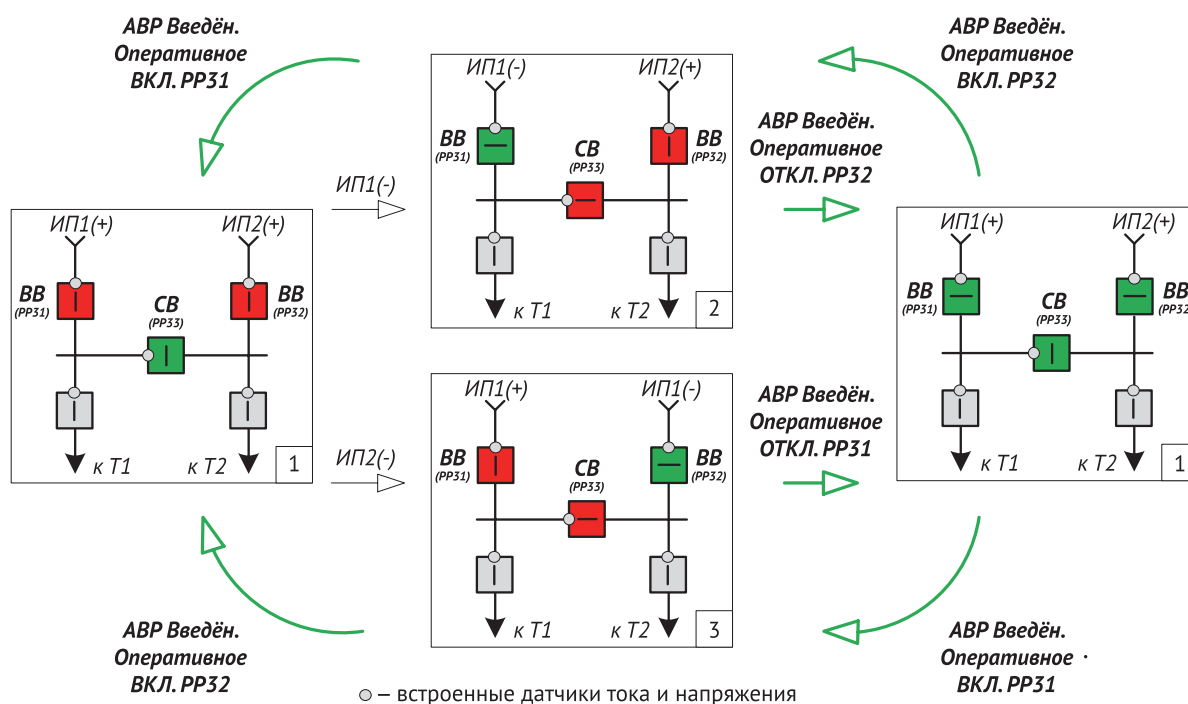 АВР Введён.
Оперативное
ВКЛ. РР31
ИП1(-)
ИП2(+)
ВВ
(РР31)
СВ
(РР33)
ВВ
(РР32)
к Т1
к Т2
2
АВР Введён.
Оперативное
ВКЛ. РР32
ИП1(-)
АВР Введён.
Оперативное
ОТКЛ. РР32
ИП1(+)
ИП2(+)
ВВ
(РР31)
СВ
(РР33)
ВВ
(РР32)
к Т1
к Т2
1
ИП1(+)
ИП2(+)
ВВ
(РР31)
СВ
(РР33)
ВВ
(РР32)
к Т1
к Т2
1
ИП2(-)
ИП1(+)
ИП1(-)
ВВ
(РР31)
СВ
(РР33)
ВВ
(РР32)
к Т1
к Т2
3
АВР Введён.
Оперативное
ОТКЛ. РР31
АВР Введён.
Оперативное
ВКЛ. РР32
АВР Введён.
Оперативное
ВКЛ. РР31
– встроенные датчики тока и напряжения